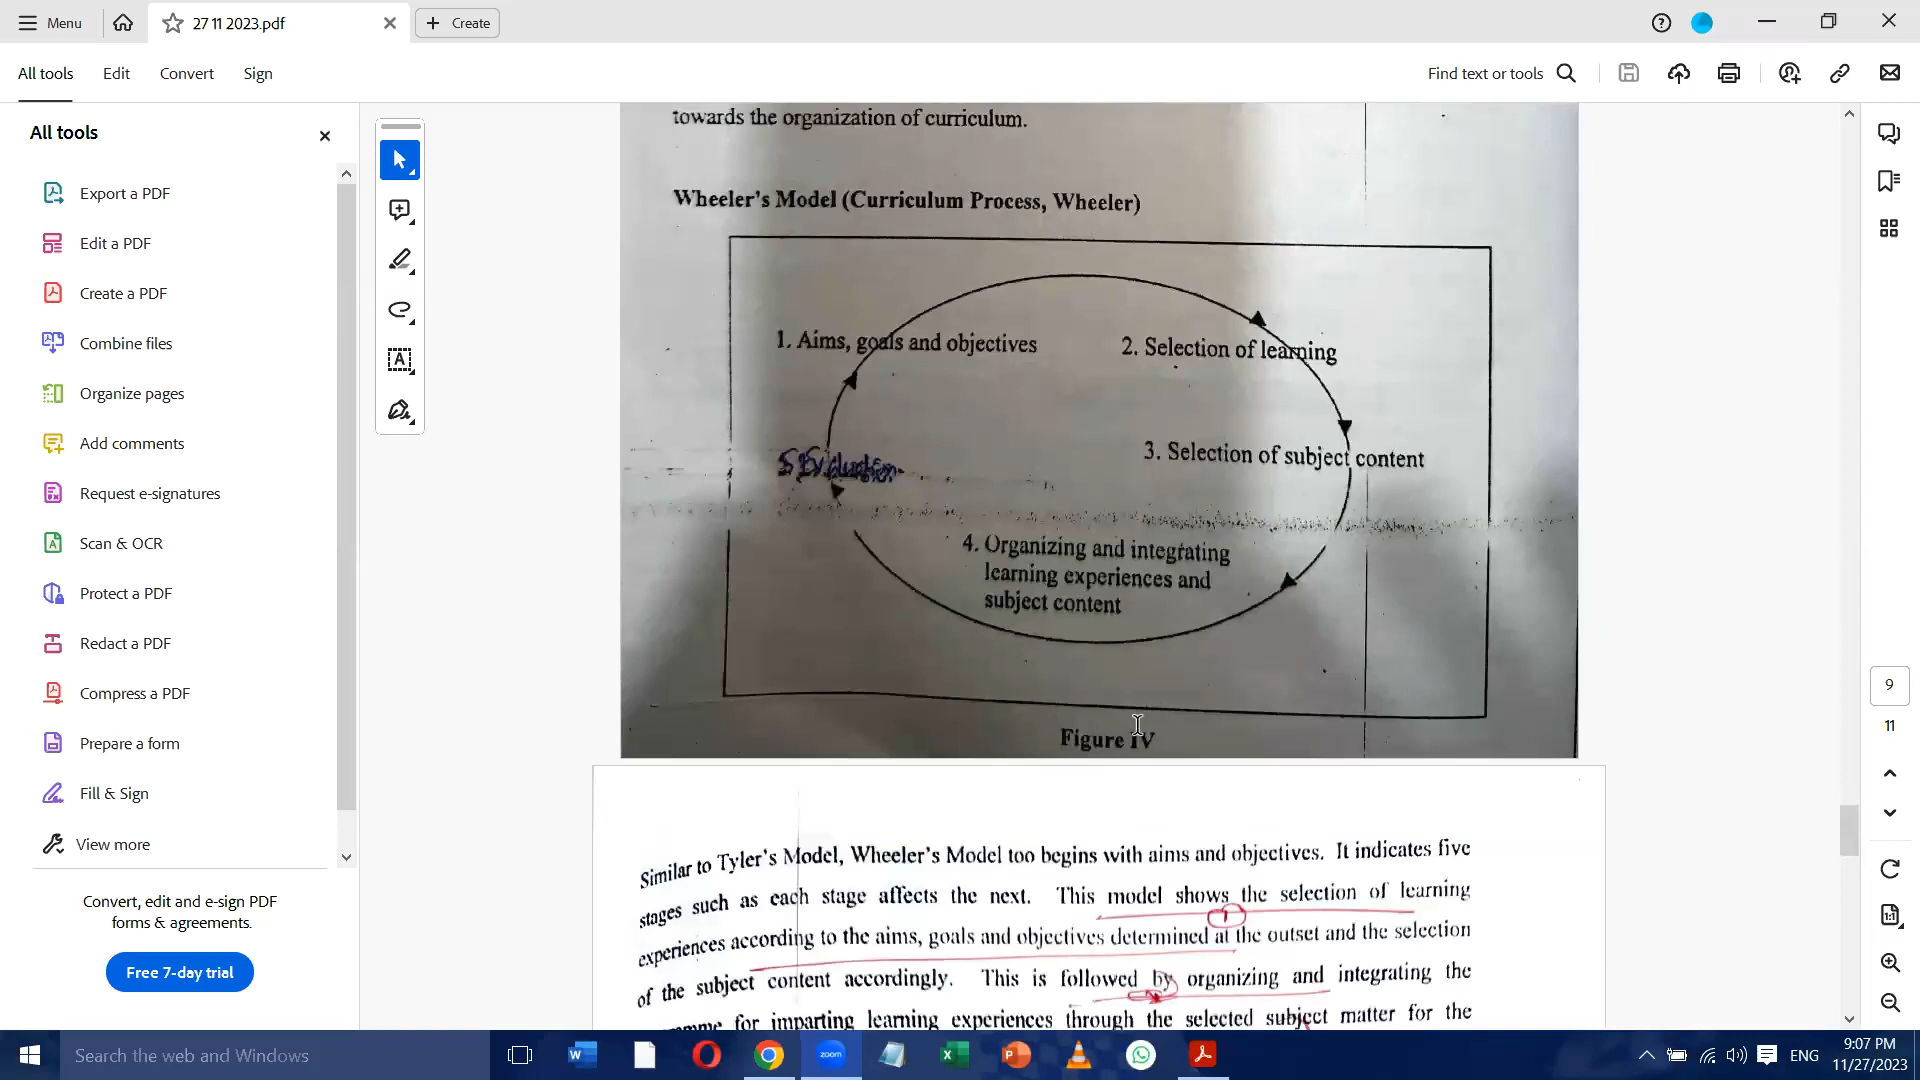 Menu
27 11 2023.pdf
Create
All tools
Edit
Convert
Sign
Find text or tools
All tools
Export a PDF
Edit a PDF
Create a PDF
Combine files
Organize pages
Add comments
Request e-signatures
Scan & OCR
Protect a PDF
Redact a PDF
Compress a PDF
Prepare a form
Fill & Sign
View more
Convert, edit and e-sign PDF
forms & agreements.
Free 7-day trial
towards the organization of curriculum.
Wheeler's Model (Curriculum Process, Wheeler)
1. Aims, goals and objectives
2. Selection of learning
3. Selection of subject content
5 Evaluation
4. Organizing and integrating
learning experiences and
subject content
Figure IV
Similar to Tyler's Model, Wheeler's Model too begins with aims and objectives. It indicates five
stages such as each stage affects the next. This model shows the selection of learning
1
experiences according to the aims, goals and objectives determined at the outset and the selection
of the subject content accordingly. This is followed by organizing and integrating the
for imparting learning experiences through the selected subject matter for the
9
11
1:1
Search the web and Windows
zoom
ENG
9:07 PM
11/27/2023